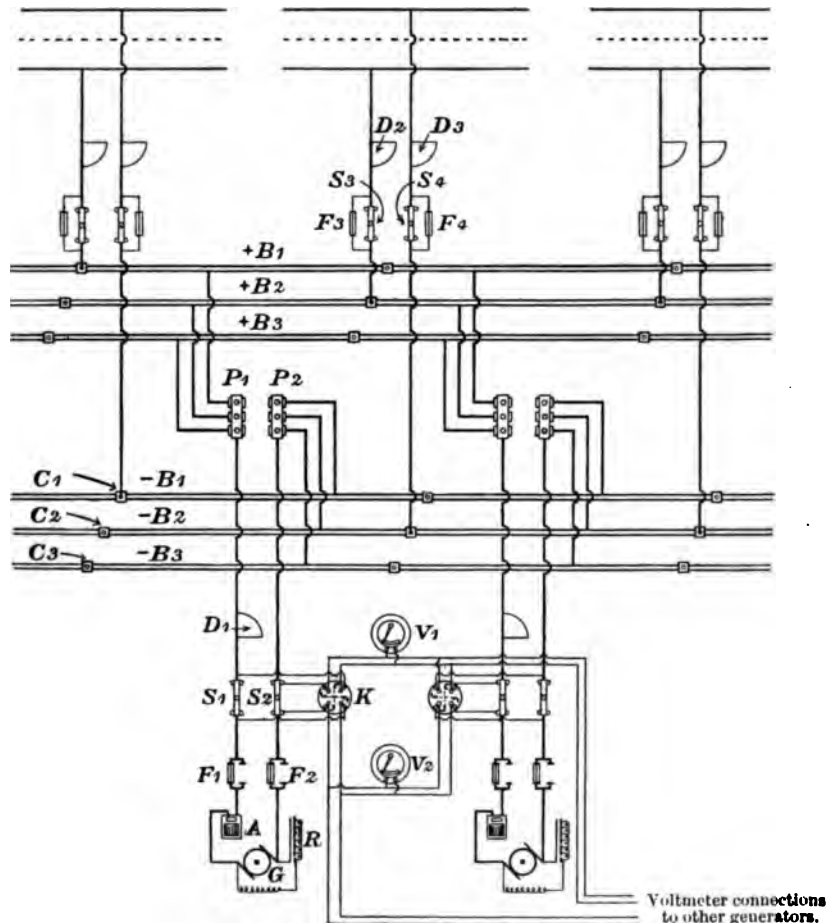 D2 D3
S3 S4
F3 F4
+B1
+B2
+B3
P1 P2
C1 -B1
C2 -B2
C3 -B3
D1 V1
S1 S2 K
V2
F1 F2
A R
G
Voltmeter connections
to other generators.